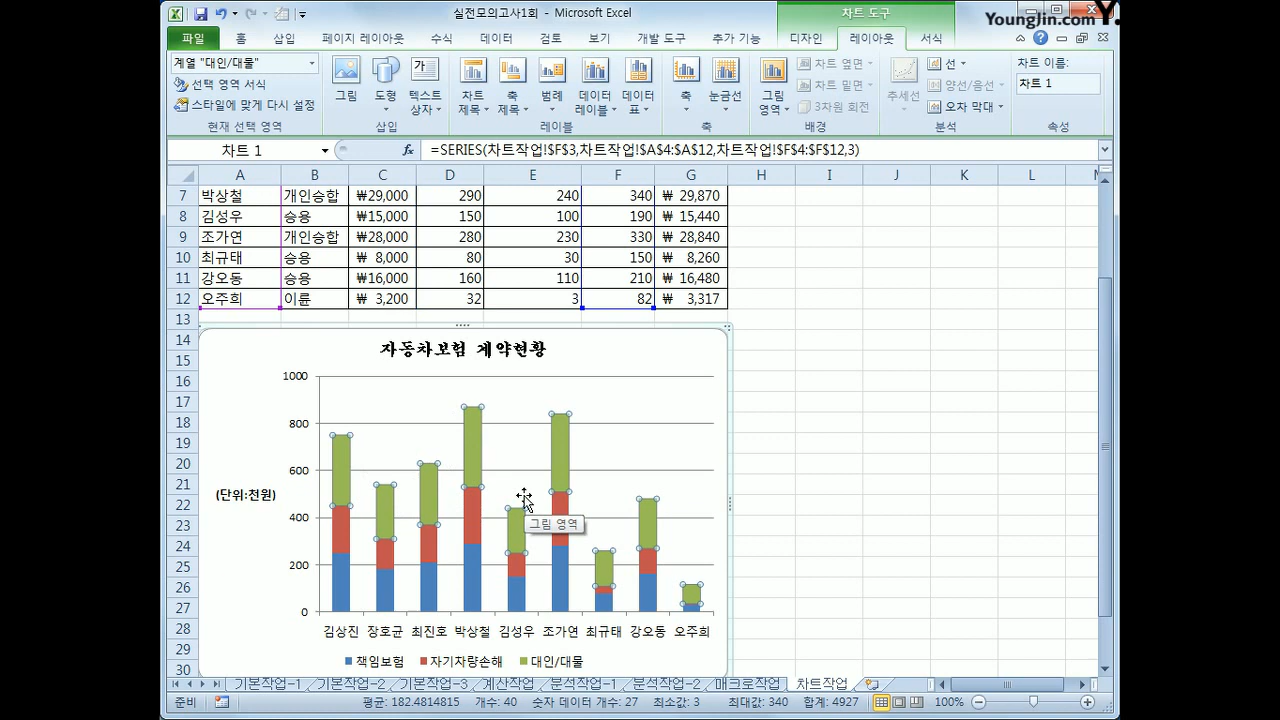 실전모의고사1회 - Microsoft Excel
차트 도구
YoungJin.com Y.
파일 홈 삽입 페이지 레이아웃 수식 데이터 검토 보기 개발 도구 추가 기능 디자인 레이아웃 서식
계열 "대인/대물"
선택 영역 서식
스타일에 맞게 다시 설정
현재 선택 영역
그림 도형 텍스트 상자
삽입
차트 제목 축 제목 범례 데이터 레이블 데이터 표
레이블
축 눈금선
축
그림 영역 차트 옆면 차트 밑면 3차원 회전
배경
추세선 선 양선/음선 오차 막대
분석
차트 이름:
차트 1
속성
차트 1 fx =SERIES(차트작업!$F$3,차트작업!$A$4:$A$12,차트작업!$F$4:$F$12,3)
A B C D E F G H I J K L M
7 박상철 개인승합 ₩29,000 290 240 340 ₩ 29,870
8 김성우 승용 ₩15,000 150 100 190 ₩ 15,440
9 조가연 개인승합 ₩28,000 280 230 330 ₩ 28,840
10 최규태 승용 ₩ 8,000 80 30 150 ₩ 8,260
11 강오동 승용 ₩16,000 160 110 210 ₩ 16,480
12 오주희 이륜 ₩ 3,200 32 3 82 ₩ 3,317
13
14
15
16
17
18
19
20
21
22
23
24
25
26
27
28
29
30
자동차보험 계약현황
1000
800
600
400
200
0
(단위:천원)
그림 영역
김상진 장호균 최진호 박상철 김성우 조가연 최규태 강오동 오주희
책임보험 자기차량손해 대인/대물
기본작업-1 기본작업-2 기본작업-3 계산작업 분석작업-1 분석작업-2 매크로작업 차트작업
준비 평균: 182.4814815 개수: 40 숫자 데이터 개수: 27 최소값: 3 최대값: 340 합계: 4927 100%